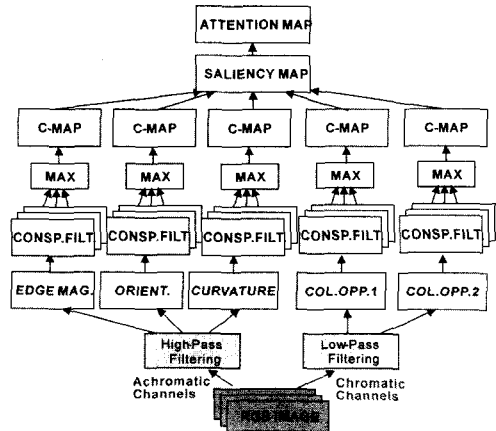 ATTENTION MAP
SALIENCY MAP
C-MAP C-MAP C-MAP C-MAP C-MAP
MAX MAX MAX MAX MAX
CONSP.FILT. CONSP.FILT. CONSP.FILT. CONSP.FILT. CONSP.FILT.
EDGE MAG. ORIENT. CURVATURE COL.OPP.1 COL.OPP.2
High-Pass Low-Pass
Filtering Filtering
Achromatic Chromatic
Channels Channels
RGB IMAGE